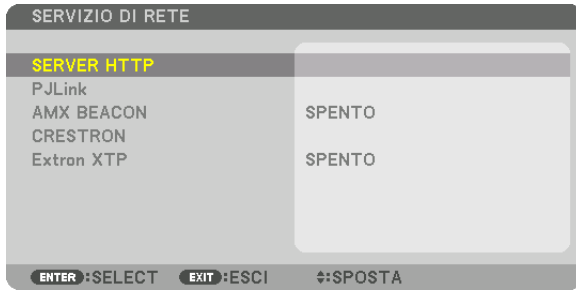 SERVIZIO DI RETE
SERVER HTTP
PJLink
AMX BEACON SPENTO
CRESTRON
Extron XTP SPENTO
ENTER :SELECT EXIT :ESCI ⬍:SPOSTA